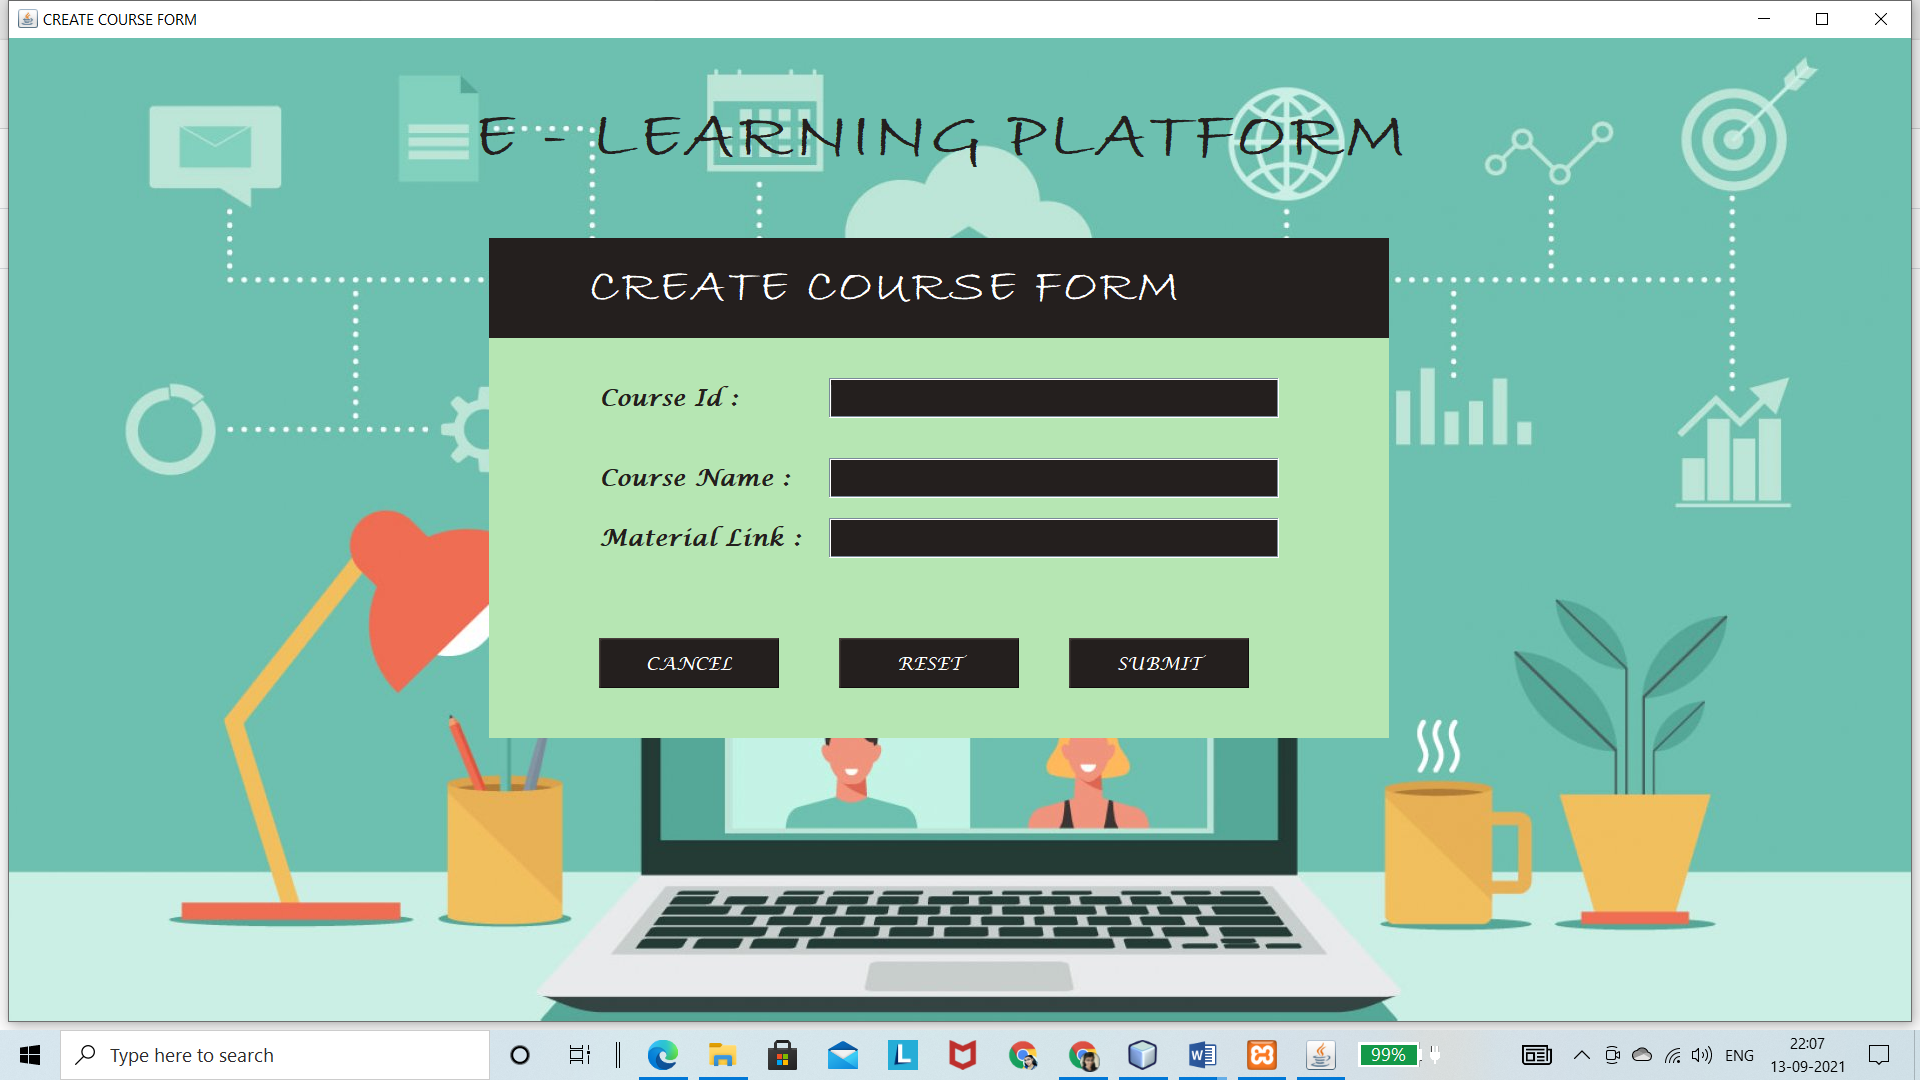 CREATE COURSE FORM
E - LEARNING PLATFORM
CREATE COURSE FORM
Course Id :
Course Name :
Material Link :
CANCEL RESET SUBMIT
Type here to search
L
W
99%
ENG
22:07
13-09-2021